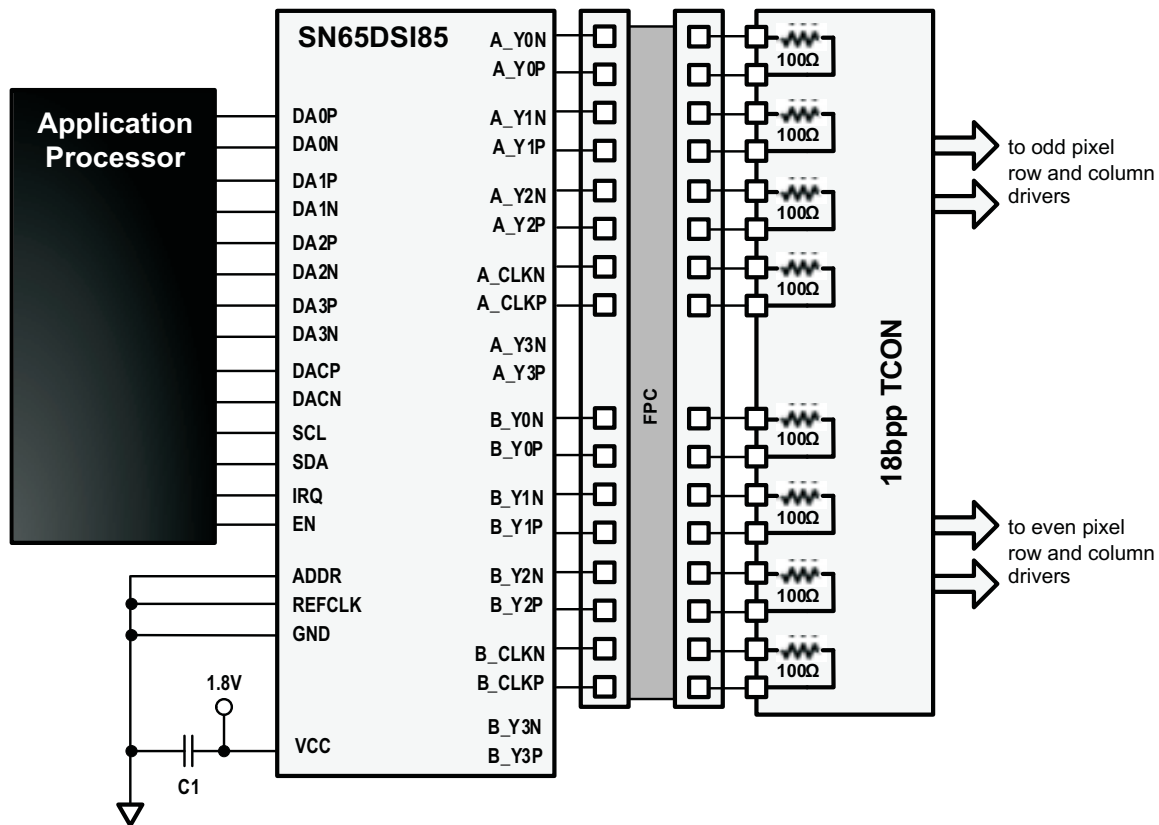 SN65DSI85
Application
Processor
DA0P
DA0N
DA1P
DA1N
DA2P
DA2N
DA3P
DA3N
DACP
DACN
SCL
SDA
IRQ
EN
ADDR
REFCLK
GND
VCC
1.8V
C1
A_Y0N
A_Y0P
A_Y1N
A_Y1P
A_Y2N
A_Y2P
A_CLKN
A_CLKP
A_Y3N
A_Y3P
B_Y0N
B_Y0P
B_Y1N
B_Y1P
B_Y2N
B_Y2P
B_CLKN
B_CLKP
B_Y3N
B_Y3P
FPC
100Ω
100Ω
100Ω
100Ω
100Ω
100Ω
100Ω
100Ω
18bpp TCON
to odd pixel
row and column
drivers
to even pixel
row and column
drivers